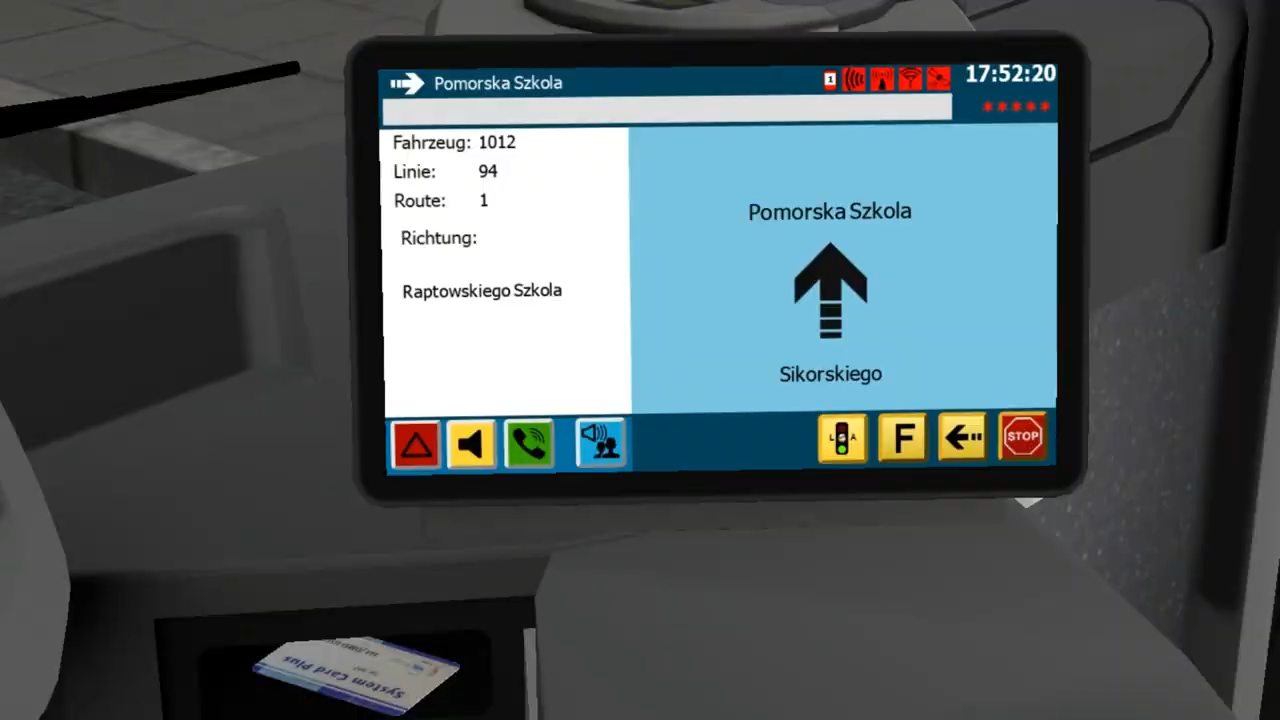 Pomorska Szkola
1
17:52:20
*****
Fahrzeug: 1012
Linie: 94
Route: 1
Richtung:
Raptowskiego Szkola
Pomorska Szkola
Sikorskiego
L A
F
STOP
System Card Plus